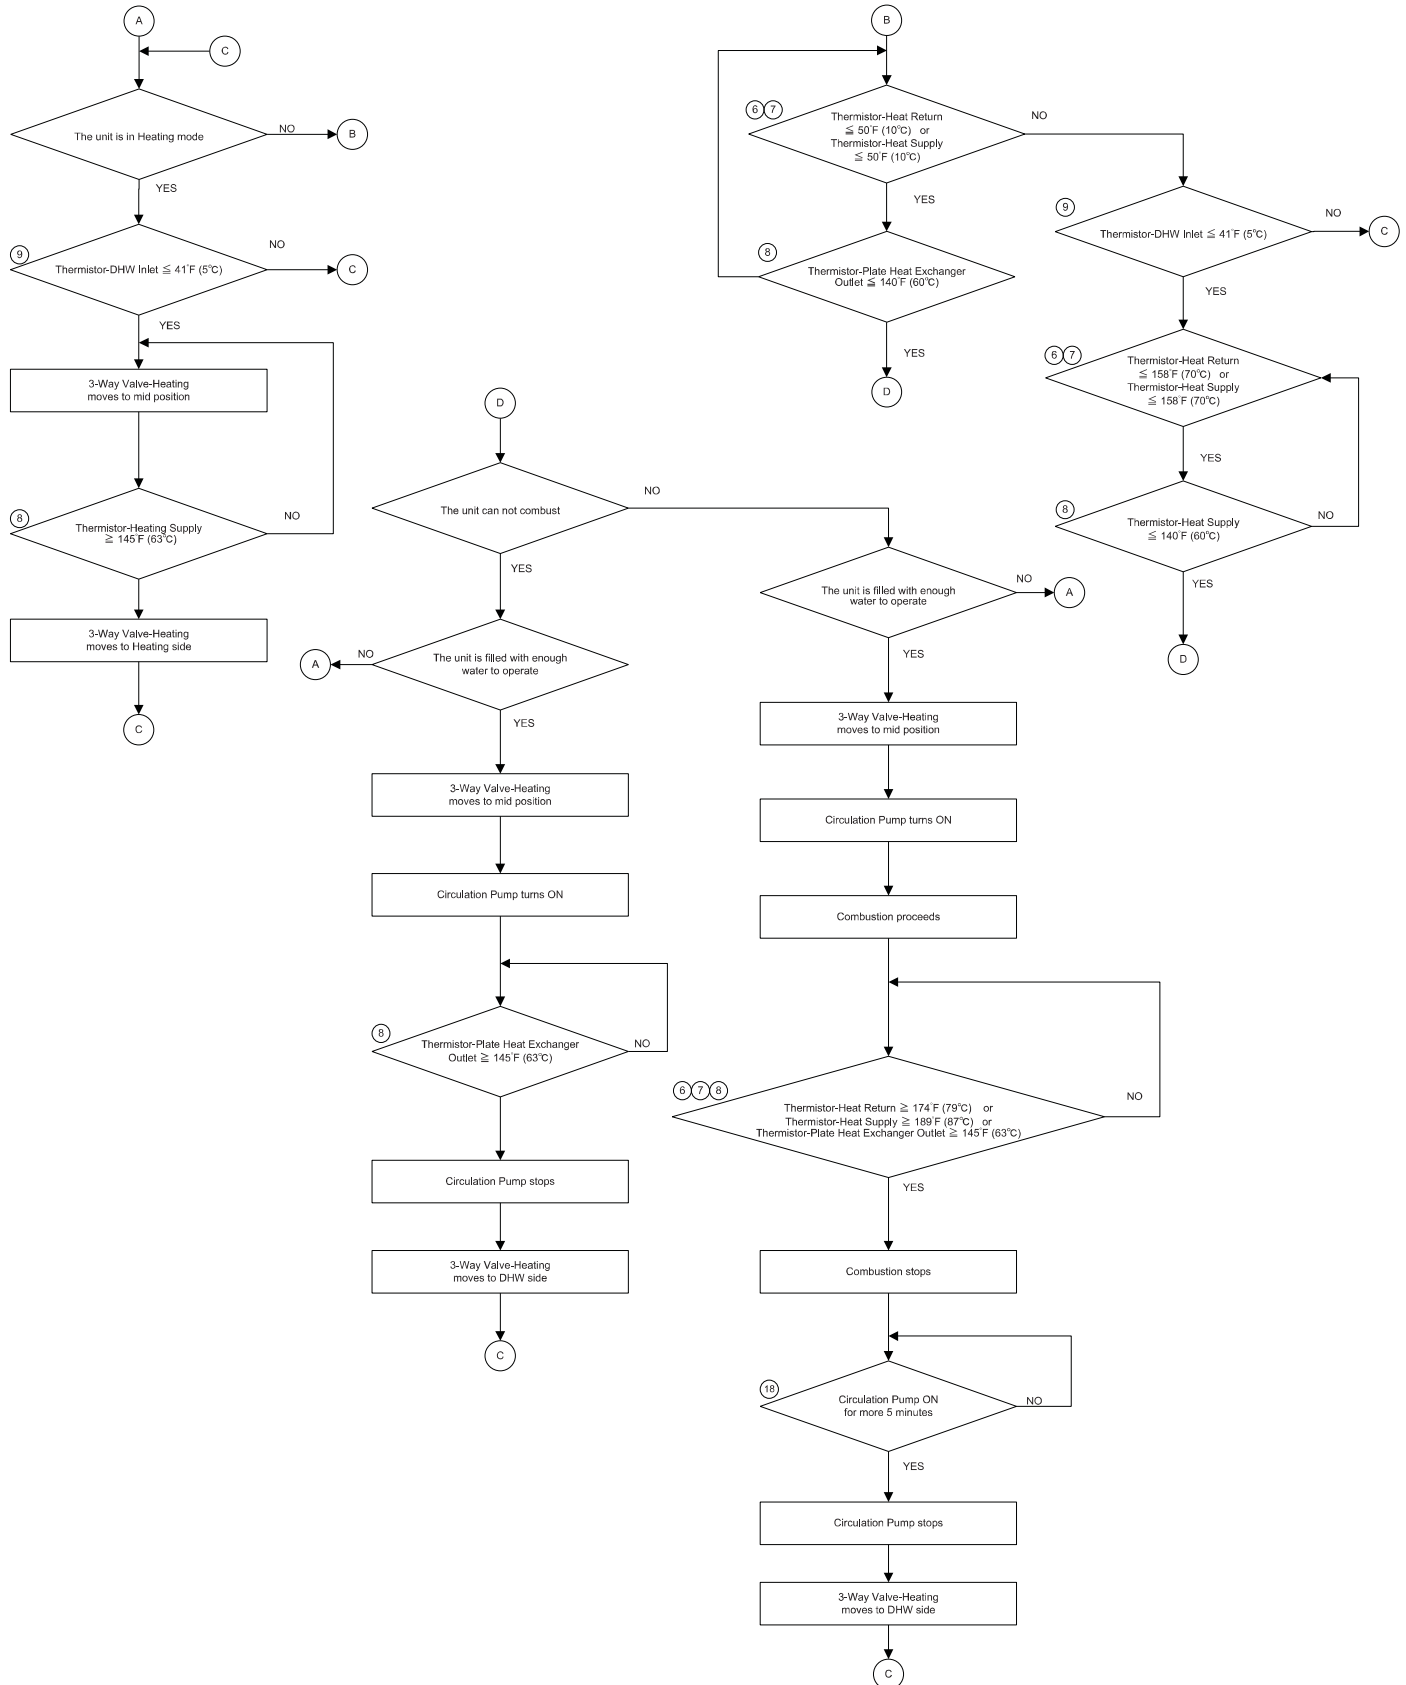 A
C
The unit is in Heating mode
NO
B
YES
9
Thermistor-DHW Inlet ≦ 41°F (5℃)
NO
C
YES
3-Way Valve-Heating
moves to mid position
8
Thermistor-Heating Supply
≧ 145°F (63℃)
NO
3-Way Valve-Heating
moves to Heating side
C
B
6
7
Thermistor-Heat Return
≦ 50°F (10℃) or
Thermistor-Heat Supply
≦ 50°F (10℃)
NO
YES
8
Thermistor-Plate Heat Exchanger
Outlet ≦ 140°F (60℃)
YES
D
9
Thermistor-DHW Inlet ≦ 41°F (5℃)
NO
C
YES
6
7
Thermistor-Heat Return
≦ 158°F (70℃) or
Thermistor-Heat Supply
≦ 158°F (70℃)
YES
8
Thermistor-Heat Supply
≦ 140°F (60℃)
NO
YES
D
D
The unit can not combust
NO
YES
The unit is filled with enough
water to operate
NO
A
YES
3-Way Valve-Heating
moves to mid position
Circulation Pump turns ON
8
Thermistor-Plate Heat Exchanger
Outlet ≧ 145°F (63℃)
NO
Circulation Pump stops
3-Way Valve-Heating
moves to DHW side
C
The unit is filled with enough
water to operate
NO
A
YES
3-Way Valve-Heating
moves to mid position
Circulation Pump turns ON
Combustion proceeds
6
7
8
Thermistor-Heat Return ≧ 174°F (79℃) or
Thermistor-Heat Supply ≧ 189°F (87℃) or
Thermistor-Plate Heat Exchanger Outlet ≧ 145°F (63℃)
NO
YES
Combustion stops
18
Circulation Pump ON
for more 5 minutes
NO
YES
Circulation Pump stops
3-Way Valve-Heating
moves to DHW side
C